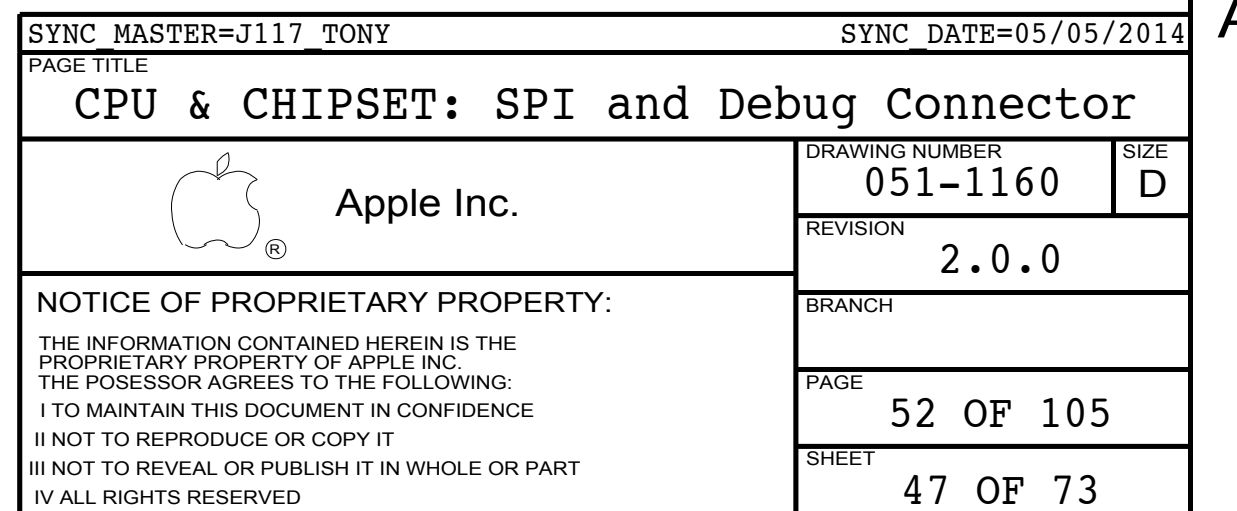 SYNC_MASTER=J117_TONY SYNC_DATE=05/05/2014
PAGE TITLE
CPU & CHIPSET: SPI and Debug Connector
Apple Inc.
®
DRAWING NUMBER
051-1160
SIZE
D
REVISION
2.0.0
NOTICE OF PROPRIETARY PROPERTY:
THE INFORMATION CONTAINED HEREIN IS THE
PROPRIETARY PROPERTY OF APPLE INC.
THE POSESSOR AGREES TO THE FOLLOWING:
I TO MAINTAIN THIS DOCUMENT IN CONFIDENCE
II NOT TO REPRODUCE OR COPY IT
III NOT TO REVEAL OR PUBLISH IT IN WHOLE OR PART
IV ALL RIGHTS RESERVED
BRANCH
PAGE
52 OF 105
SHEET
47 OF 73